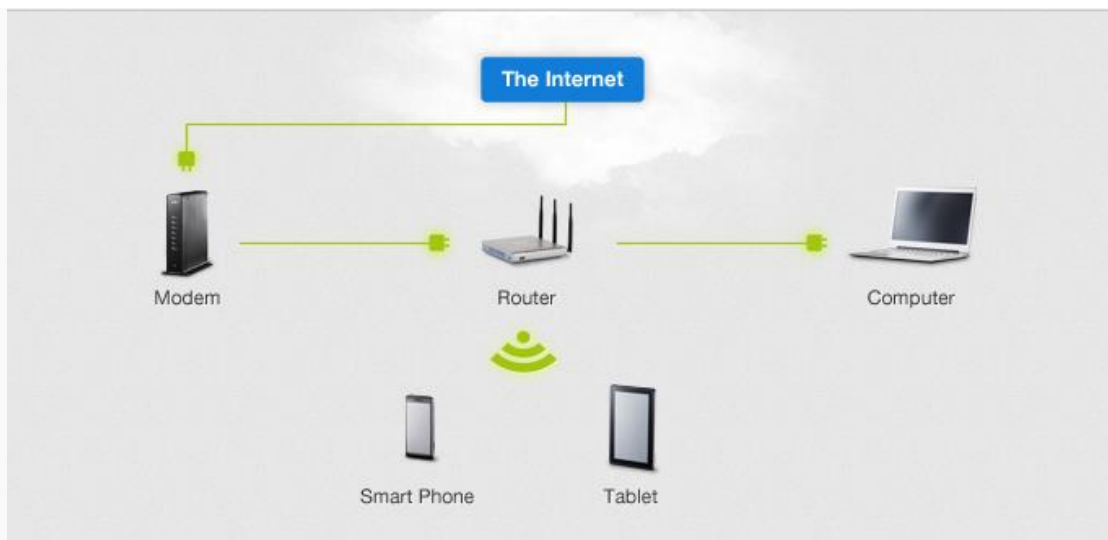 The Internet
Modem
Router
Computer
Smart Phone
Tablet